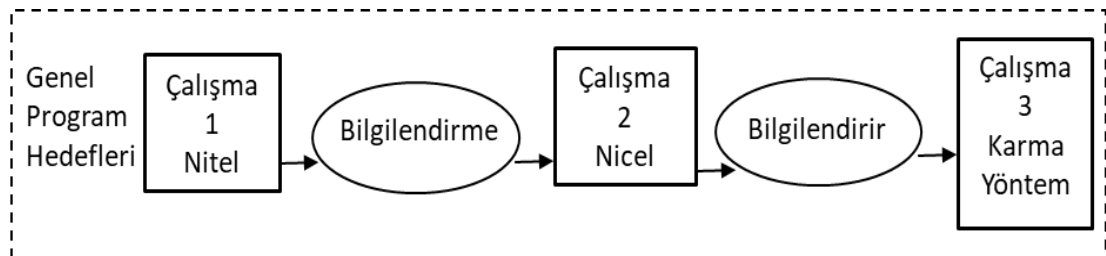 Genel
Program
Hedefleri
Çalışma
1
Nitel
Bilgilendirme
Çalışma
2
Nicel
Bilgilendirir
Çalışma
3
Karma
Yöntem